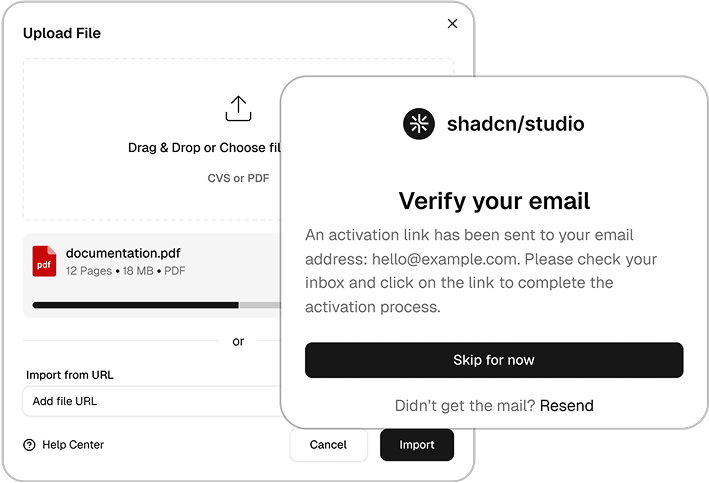 Upload File
Drag & Drop or Choose fil
CVS or PDF
pdf
documentation.pdf
12 Pages • 18 MB • PDF
or
Import from URL
Add file URL
Help Center
Cancel
Import
shadcn/studio
Verify your email
An activation link has been sent to your email
address: hello@example.com. Please check your
inbox and click on the link to complete the
activation process.
Skip for now
Didn't get the mail? Resend